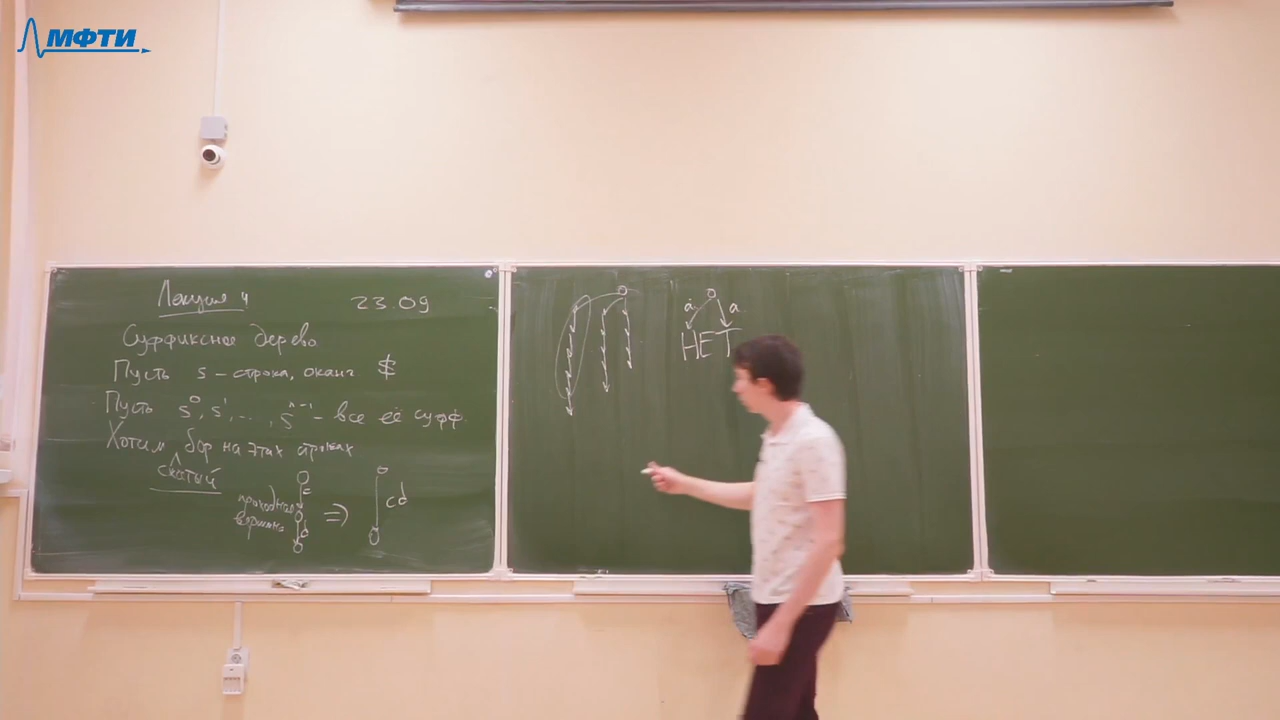 МФТИ
Лекция 4 23.09
Суффиксное дерево.
Пусть s – строка, оканч $
Пусть s⁰, s¹, ..., sⁿ⁻¹ – все её суфф.
Хотим бор на этих строках
сжатый
c
проходная
вершина
d
⇒
cd
a a
НЕТ